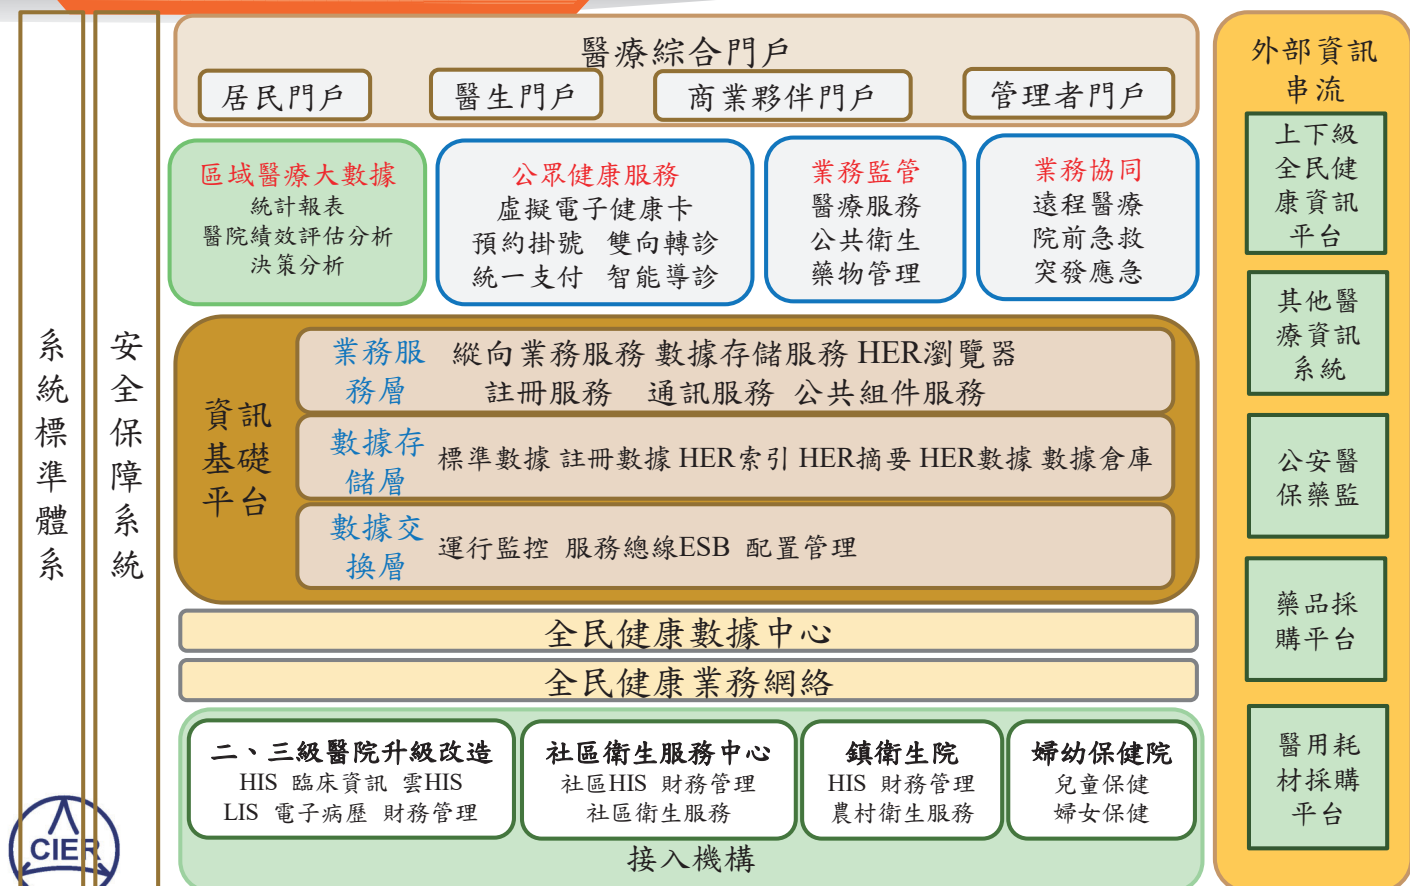 系統標準體系
安全保障系統
醫療綜合門戶
居民門戶
醫生門戶
商業夥伴門戶
管理者門戶
區域醫療大數據
統計報表
醫院績效評估分析
決策分析
公眾健康服務
虛擬電子健康卡
預約掛號 雙向轉診
統一支付 智能導診
業務監管
醫療服務
公共衛生
藥物管理
業務協同
遠程醫療
院前急救
突發應急
資訊
基礎
平台
業務服
務層
縱向業務服務 數據存儲服務 HER瀏覽器
註冊服務 通訊服務 公共組件服務
數據存
儲層
標準數據 註冊數據 HER索引 HER摘要 HER數據 數據倉庫
數據交
換層
運行監控 服務總線ESB 配置管理
全民健康數據中心
全民健康業務網絡
二、三級醫院升級改造
HIS 臨床資訊 雲HIS
LIS 電子病歷 財務管理
社區衛生服務中心
社區HIS 財務管理
社區衛生服務
鎮衛生院
HIS 財務管理
農村衛生服務
婦幼保健院
兒童保健
婦女保健
接入機構
外部資訊
串流
上下級
全民健
康資訊
平台
其他醫
療資訊
系統
公安醫
保藥監
藥品採
購平台
醫用耗
材採購
平台
CIER